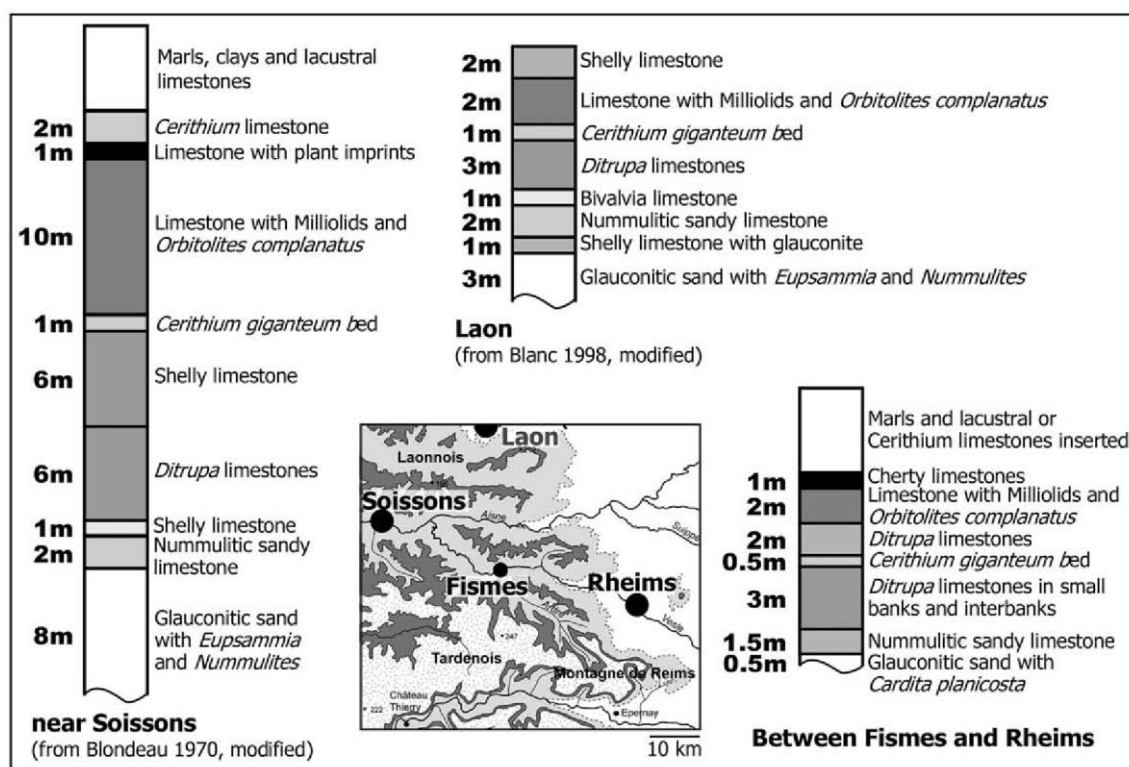 Marls, clays and lacustral
limestones
2m
Cerithium limestone
1m
Limestone with plant imprints
10m
Limestone with Milliolids and
Orbitolites complanatus
1m
Cerithium giganteum bed
6m
Shelly limestone
6m
Ditrupa limestones
1m
Shelly limestone
2m
Nummulitic sandy
limestone
8m
Glauconitic sand
with Eupsammia
and Nummulites
near Soissons
(from Blondeau 1970, modified)
2m
Shelly limestone
2m
Limestone with Milliolids and Orbitolites complanatus
1m
Cerithium giganteum bed
3m
Ditrupa limestones
1m
Bivalvia limestone
2m
Nummulitic sandy limestone
1m
Shelly limestone with glauconite
3m
Glauconitic sand with Eupsammia and Nummulites
Laon
(from Blanc 1998, modified)
Laon
Laonnois
Soissons
Aisne
Suippe
Fismes
Rheims
Ardre
Vesle
247
Tardenois
Montagne de Reims
Château
Thierry
222
Epernay
10 km
Marls and lacustral or
Cerithium limestones inserted
1m
Cherty limestones
2m
Limestone with Milliolids and
Orbitolites complanatus
2m
Ditrupa limestones
0.5m
Cerithium giganteum bed
3m
Ditrupa limestones in small
banks and interbanks
1.5m
Nummulitic sandy limestone
0.5m
Glauconitic sand with
Cardita planicosta
Between Fismes and Rheims